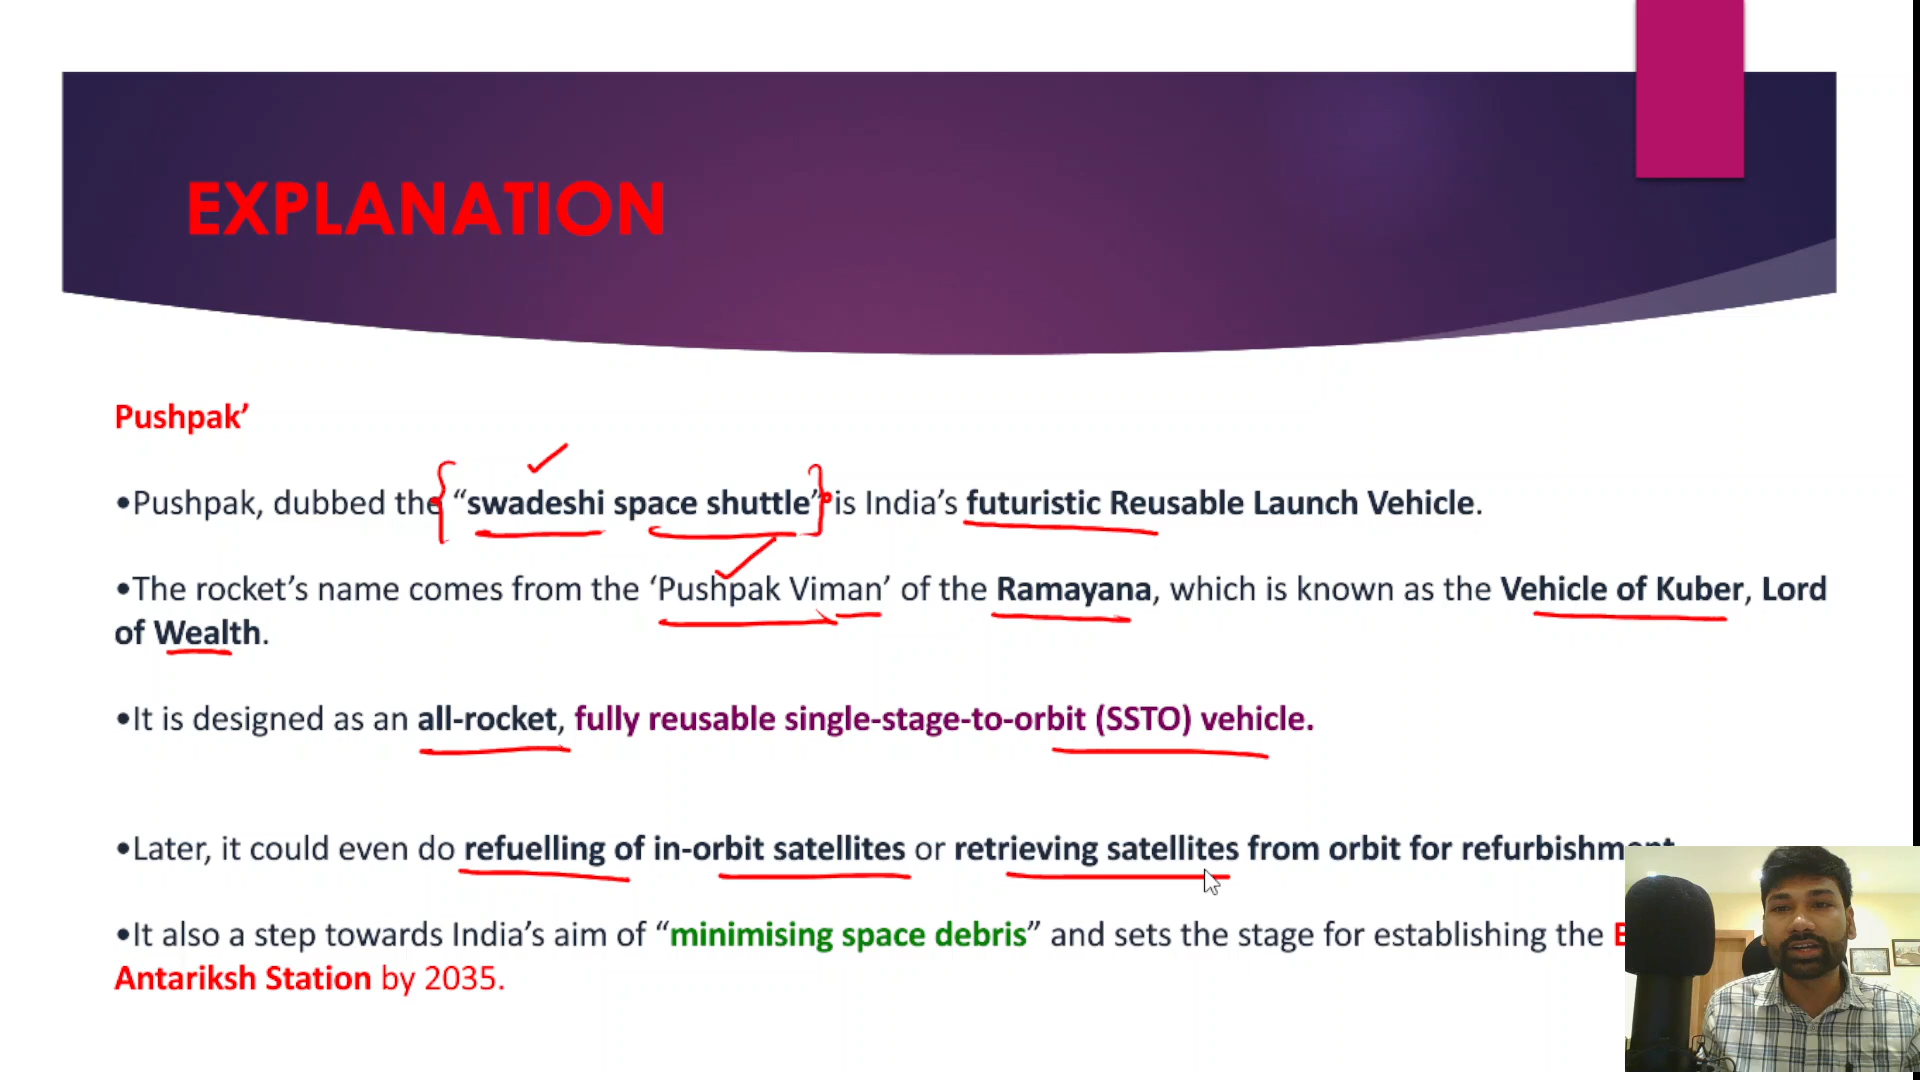 EXPLANATION
Pushpak’
•Pushpak, dubbed the “swadeshi space shuttle” is India’s futuristic Reusable Launch Vehicle.
•The rocket’s name comes from the ‘Pushpak Viman’ of the Ramayana, which is known as the Vehicle of Kuber, Lord
of Wealth.
•It is designed as an all-rocket, fully reusable single-stage-to-orbit (SSTO) vehicle.
•Later, it could even do refuelling of in-orbit satellites or retrieving satellites from orbit for refurbishment
•It also a step towards India’s aim of “minimising space debris” and sets the stage for establishing the
Antariksh Station by 2035.